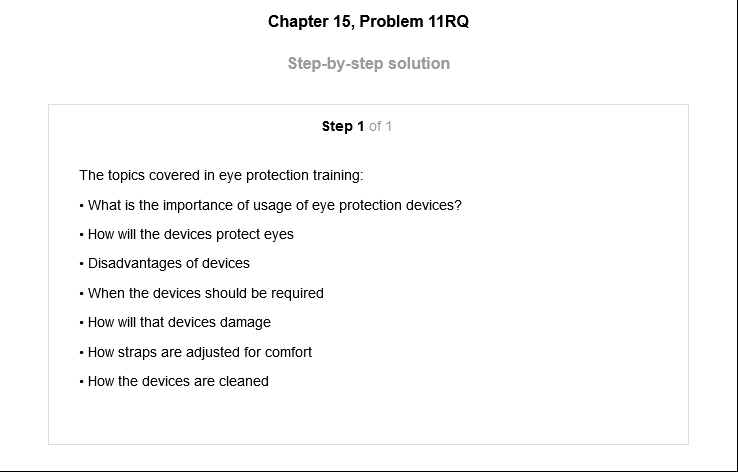 Chapter 15, Problem 11RQ
Step-by-step solution
Step 1 of 1
The topics covered in eye protection training:
• What is the importance of usage of eye protection devices?
• How will the devices protect eyes
• Disadvantages of devices
• When the devices should be required
• How will that devices damage
• How straps are adjusted for comfort
• How the devices are cleaned